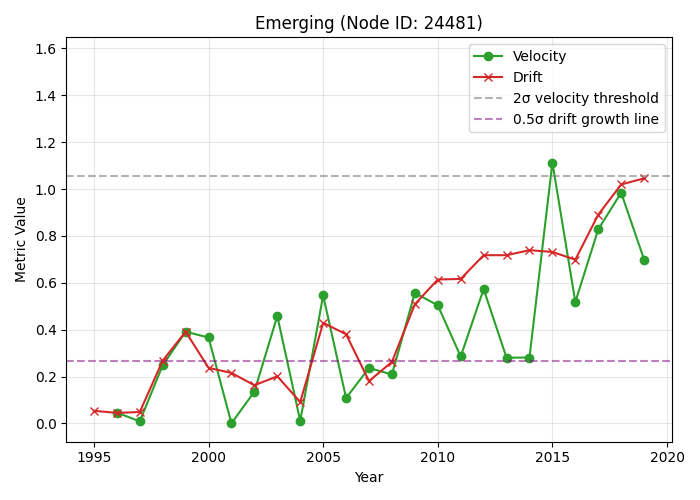 Emerging (Node ID: 24481)
Velocity
Drift
2σ velocity threshold
0.5σ drift growth line
Metric Value
1.6
1.4
1.2
1.0
0.8
0.6
0.4
0.2
0.0
1995 2000 2005 2010 2015 2020
Year